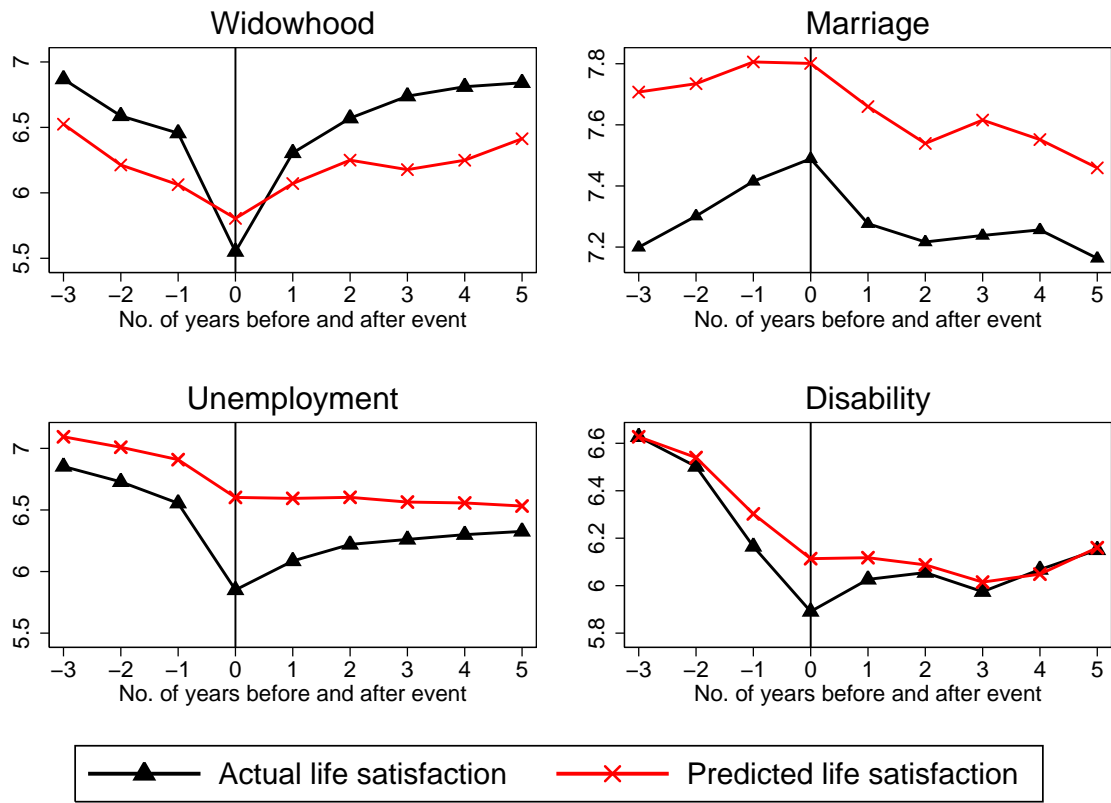 Widowhood
7
6.5
6
5.5
−3 −2 −1 0 1 2 3 4 5
No. of years before and after event
Marriage
7.8
7.6
7.4
7.2
−3 −2 −1 0 1 2 3 4 5
No. of years before and after event
Unemployment
7
6.5
6
5.5
−3 −2 −1 0 1 2 3 4 5
No. of years before and after event
Disability
6.6
6.4
6.2
6
5.8
−3 −2 −1 0 1 2 3 4 5
No. of years before and after event
Actual life satisfaction Predicted life satisfaction